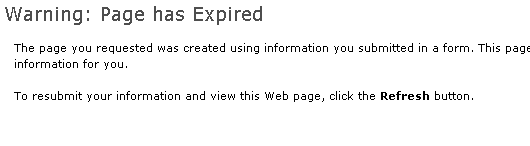 Warning: Page has Expired
The page you requested was created using information you submitted in a form. This page
information for you.
To resubmit your information and view this Web page, click the Refresh button.